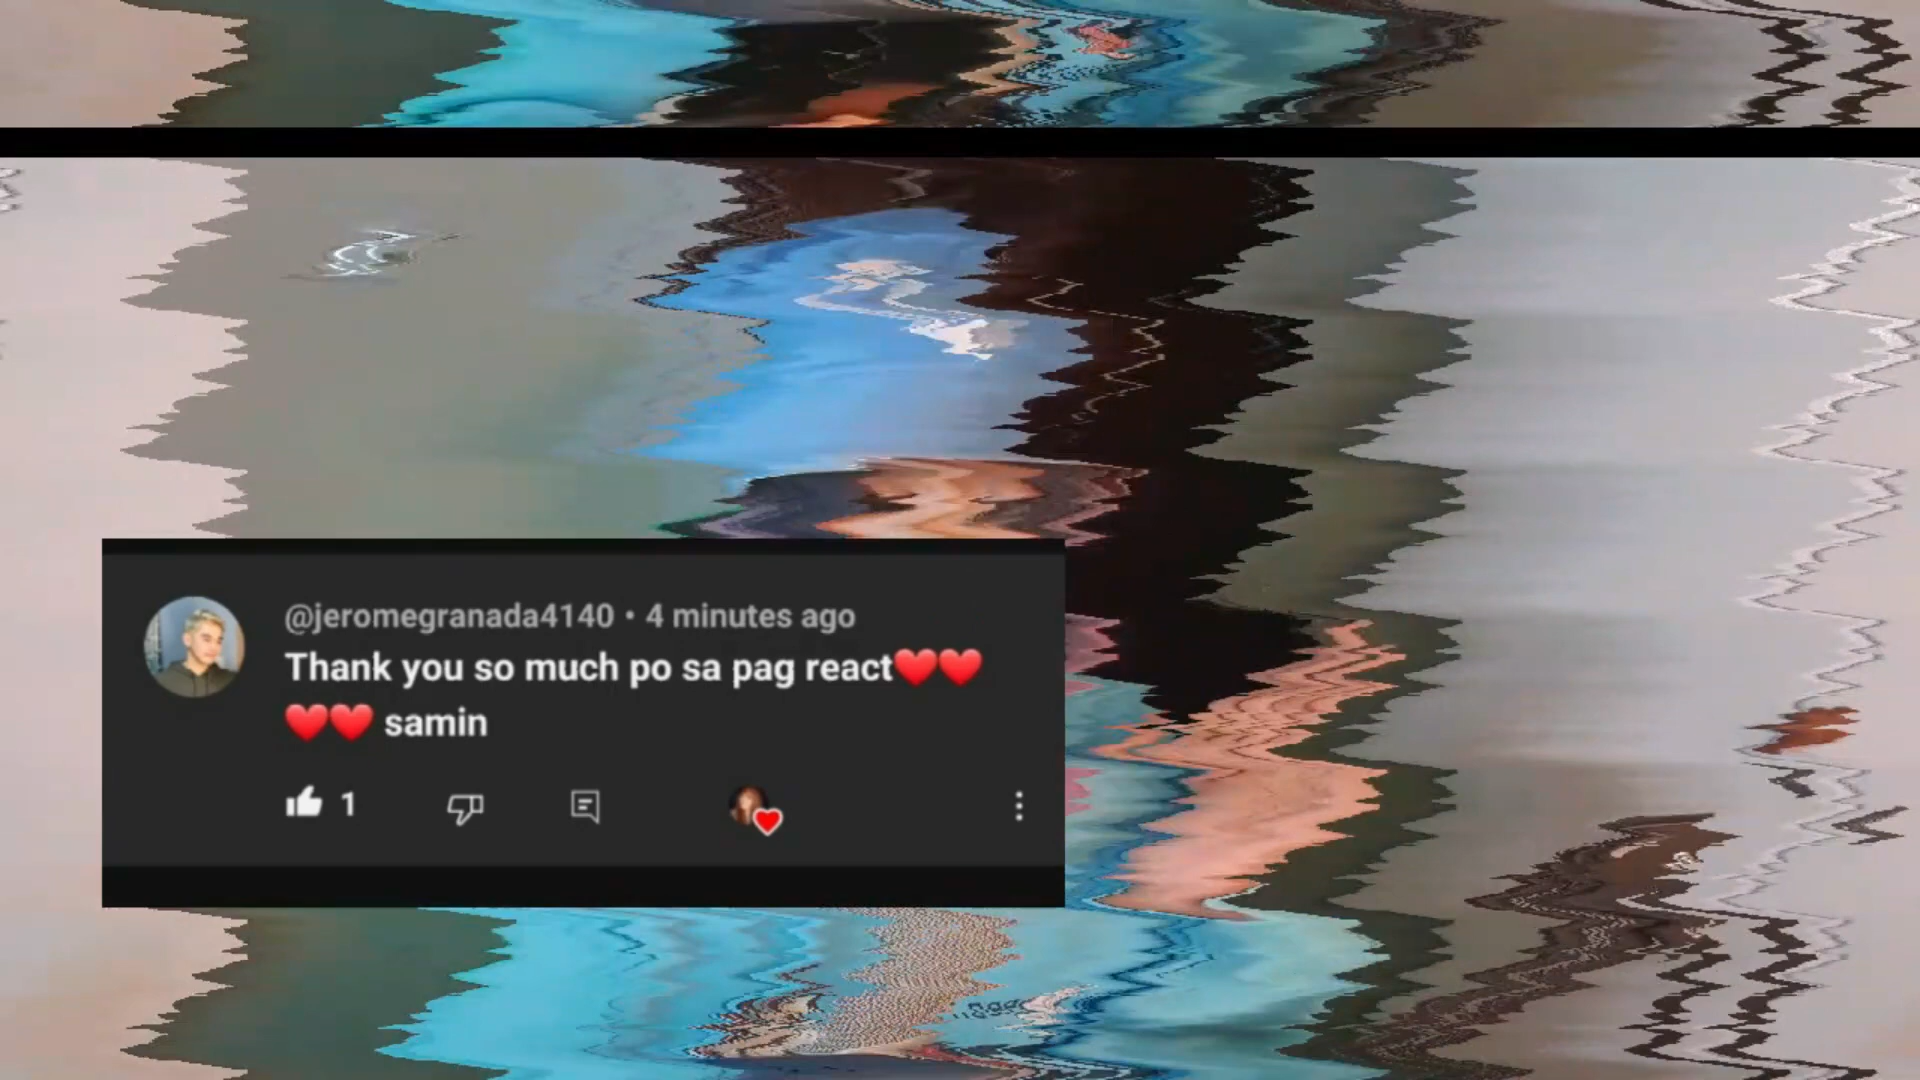 @jeromegranada4140 • 4 minutes ago
Thank you so much po sa pag react❤️❤️
❤️❤️ samin
1